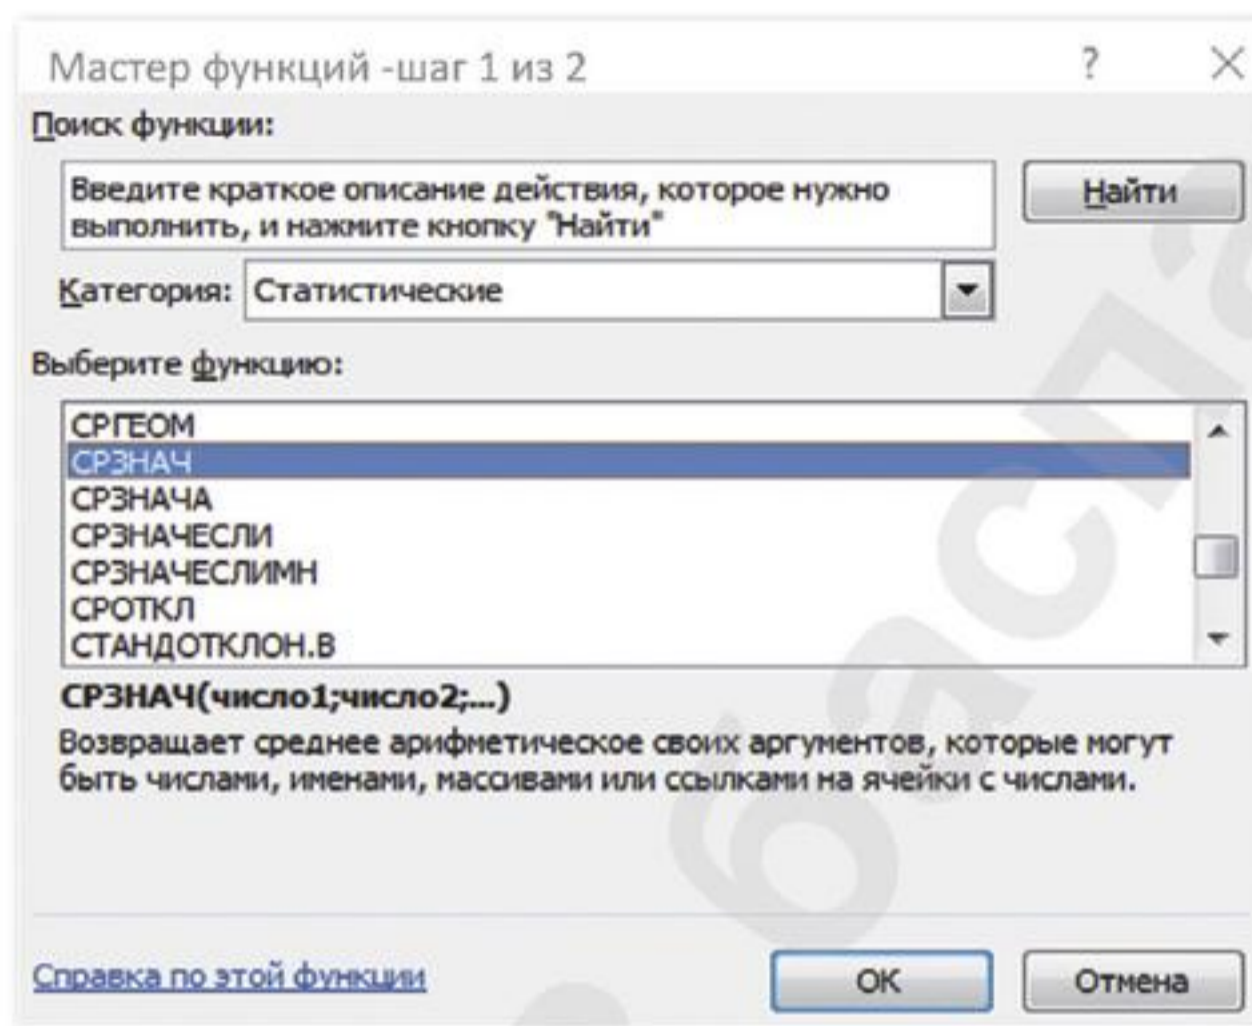 Мастер функций -шаг 1 из 2
?
Поиск функции:
Введите краткое описание действия, которое нужно
выполнить, и нажмите кнопку "Найти"
Найти
Категория:
Статистические
Выберите функцию:
СРГЕОМ
СРЗНАЧ
СРЗНАЧА
СРЗНАЧЕСЛИ
СРЗНАЧЕСЛИМН
СРОТКЛ
СТАНДОТКЛОН.В
СРЗНАЧ(число1;число2;...)
Возвращает среднее арифметическое своих аргументов, которые могут
быть числами, именами, массивами или ссылками на ячейки с числами.
Справка по этой функции
ОК
Отмена